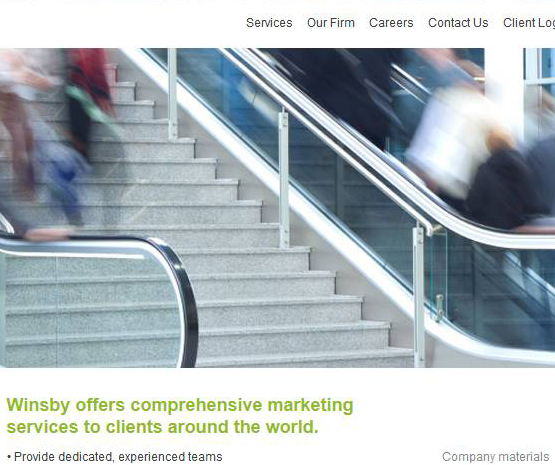 Services Our Firm Careers Contact Us Client Log
Winsby offers comprehensive marketing
services to clients around the world.
• Provide dedicated, experienced teams
Company materials